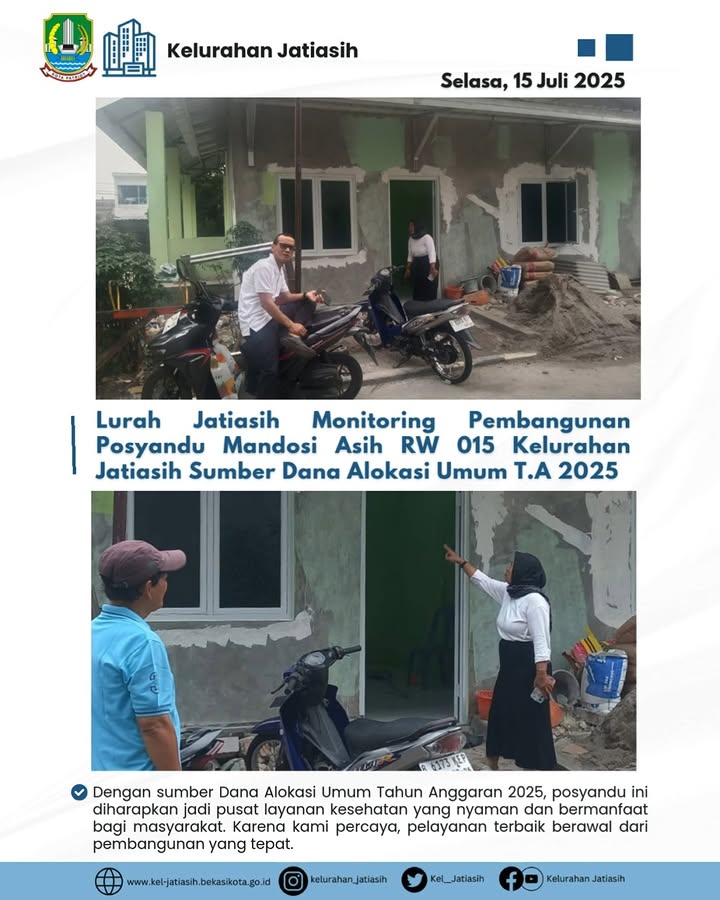 Kelurahan Jatiasih
Selasa, 15 Juli 2025
Lurah Jatiasih Monitoring Pembangunan
Posyandu Mandosi Asih RW 015 Kelurahan
Jatiasih Sumber Dana Alokasi Umum T.A 2025
B 6173 KEP
Dengan sumber Dana Alokasi Umum Tahun Anggaran 2025, posyandu ini
diharapkan jadi pusat layanan kesehatan yang nyaman dan bermanfaat
bagi masyarakat. Karena kami percaya, pelayanan terbaik berawal dari
pembangunan yang tepat.
www.kel-jatiasih.bekasikota.go.id
kelurahan_jatiasih
Kel__Jatiasih
Kelurahan Jatiasih